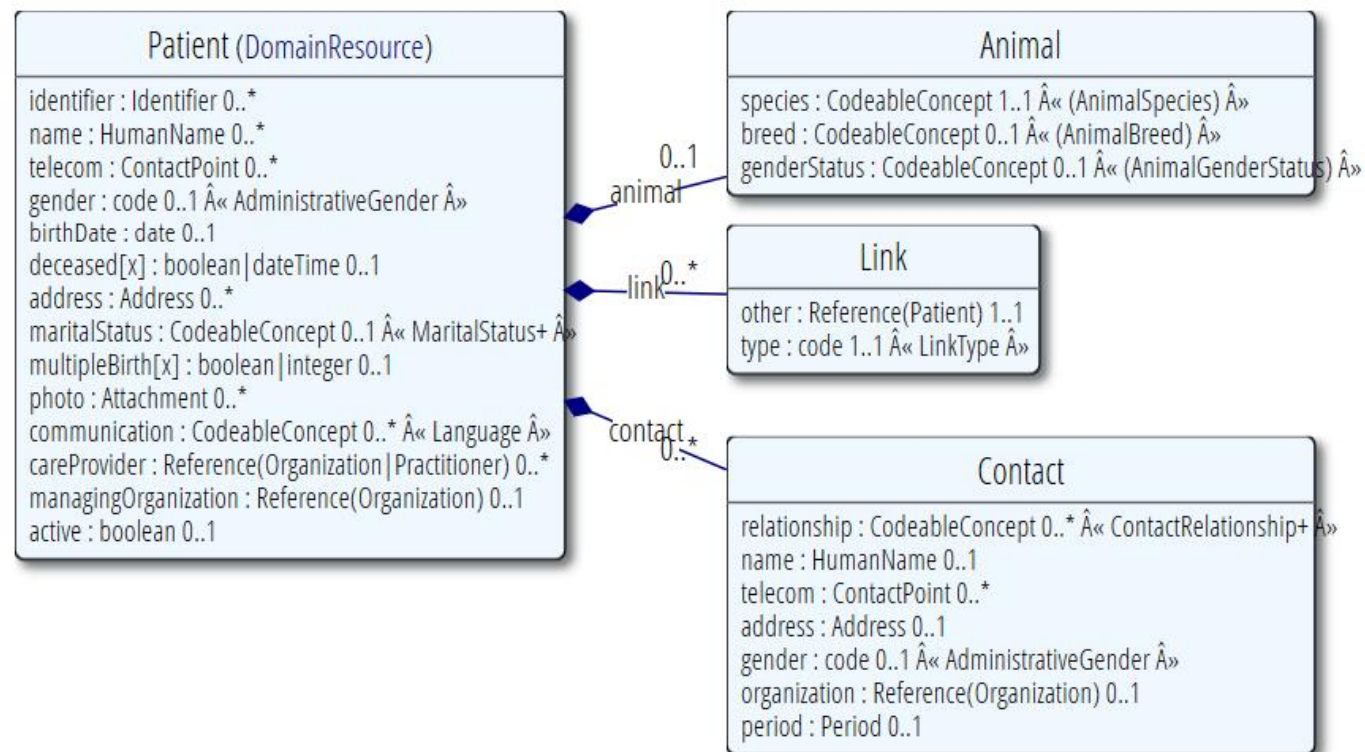 Patient (DomainResource)
identifier : Identifier 0..*
name : HumanName 0..*
telecom : ContactPoint 0..*
gender : code 0..1 Â« AdministrativeGender Â»
birthDate : date 0..1
deceased[x] : boolean|dateTime 0..1
address : Address 0..*
maritalStatus : CodeableConcept 0..1 Â« MaritalStatus+ Â»
multipleBirth[x] : boolean|integer 0..1
photo : Attachment 0..*
communication : CodeableConcept 0..* Â« Language Â»
careProvider : Reference(Organization|Practitioner) 0..*
managingOrganization : Reference(Organization) 0..1
active : boolean 0..1
0..1
animal
0..*
link
contact
0..*
Animal
species : CodeableConcept 1..1 Â« (AnimalSpecies) Â»
breed : CodeableConcept 0..1 Â« (AnimalBreed) Â»
genderStatus : CodeableConcept 0..1 Â« (AnimalGenderStatus) Â»
Link
other : Reference(Patient) 1..1
type : code 1..1 Â« LinkType Â»
Contact
relationship : CodeableConcept 0..* Â« ContactRelationship+ Â»
name : HumanName 0..1
telecom : ContactPoint 0..*
address : Address 0..1
gender : code 0..1 Â« AdministrativeGender Â»
organization : Reference(Organization) 0..1
period : Period 0..1